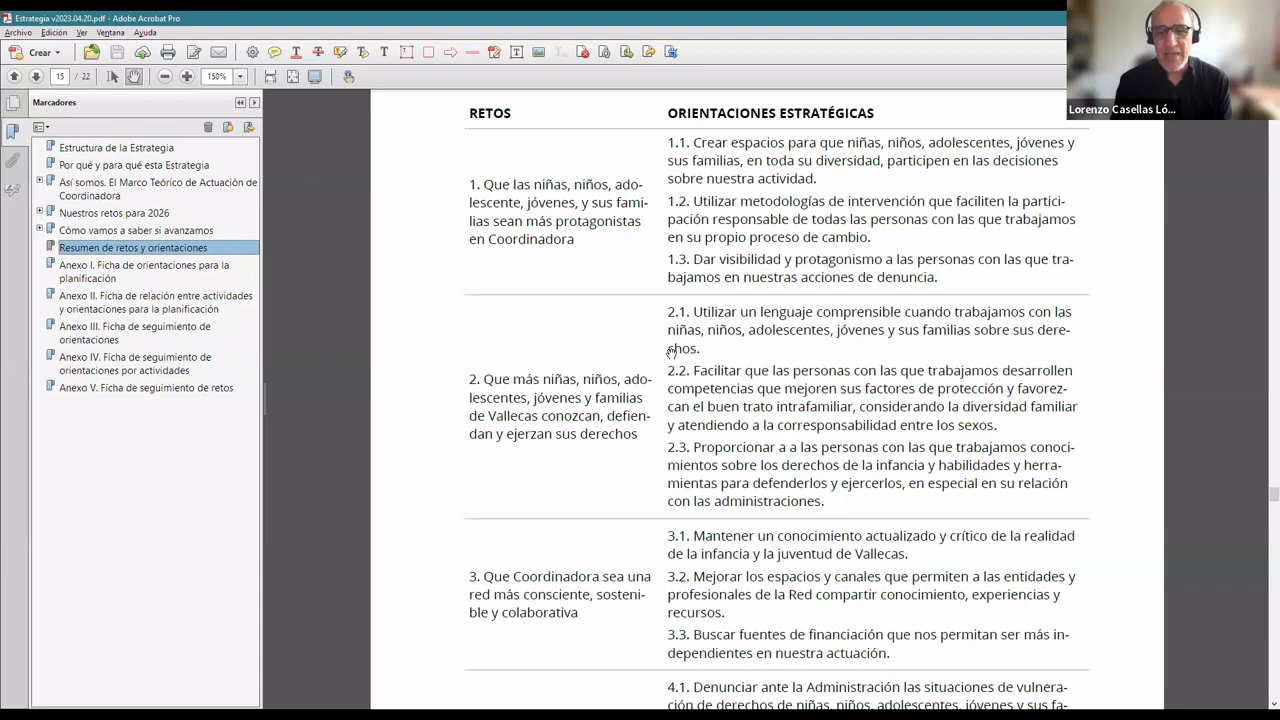 Estrategia v2023.04.20.pdf - Adobe Acrobat Pro
Archivo Edición Ver Ventana Ayuda
Crear
15 / 22 150%
Marcadores
Estructura de la Estrategia
Por qué y para qué esta Estrategia
Así somos. El Marco Teórico de Actuación de
Coordinadora
Nuestros retos para 2026
Cómo vamos a saber si avanzamos
Resumen de retos y orientaciones
Anexo I. Ficha de orientaciones para la
planificación
Anexo II. Ficha de relación entre actividades
y orientaciones para la planificación
Anexo III. Ficha de seguimiento de
orientaciones
Anexo IV. Ficha de seguimiento de
orientaciones por actividades
Anexo V. Ficha de seguimiento de retos
RETOS
ORIENTACIONES ESTRATÉGICAS
1. Que las niñas, niños, ado-
lescente, jóvenes, y sus fami-
lias sean más protagonistas
en Coordinadora
1.1. Crear espacios para que niñas, niños, adolescentes, jóvenes y
sus familias, en toda su diversidad, participen en las decisiones
sobre nuestra actividad.
1.2. Utilizar metodologías de intervención que faciliten la partici-
pación responsable de todas las personas con las que trabajamos
en su propio proceso de cambio.
1.3. Dar visibilidad y protagonismo a las personas con las que tra-
bajamos en nuestras acciones de denuncia.
2. Que más niñas, niños, ado-
lescentes, jóvenes y familias
de Vallecas conozcan, defien-
dan y ejerzan sus derechos
2.1. Utilizar un lenguaje comprensible cuando trabajamos con las
niñas, niños, adolescentes, jóvenes y sus familias sobre sus dere-
chos.
2.2. Facilitar que las personas con las que trabajamos desarrollen
competencias que mejoren sus factores de protección y favorez-
can el buen trato intrafamiliar, considerando la diversidad familiar
y atendiendo a la corresponsabilidad entre los sexos.
2.3. Proporcionar a a las personas con las que trabajamos conoci-
mientos sobre los derechos de la infancia y habilidades y herra-
mientas para defenderlos y ejercerlos, en especial en su relación
con las administraciones.
3. Que Coordinadora sea una
red más consciente, sosteni-
ble y colaborativa
3.1. Mantener un conocimiento actualizado y crítico de la realidad
de la infancia y la juventud de Vallecas.
3.2. Mejorar los espacios y canales que permiten a las entidades y
profesionales de la Red compartir conocimiento, experiencias y
recursos.
3.3. Buscar fuentes de financiación que nos permitan ser más in-
dependientes en nuestra actuación.
4.1. Denunciar ante la Administración las situaciones de vulnera-
ción de derechos de niñas, niños, adolescentes, jóvenes y sus fa-
Lorenzo Casellas Ló...